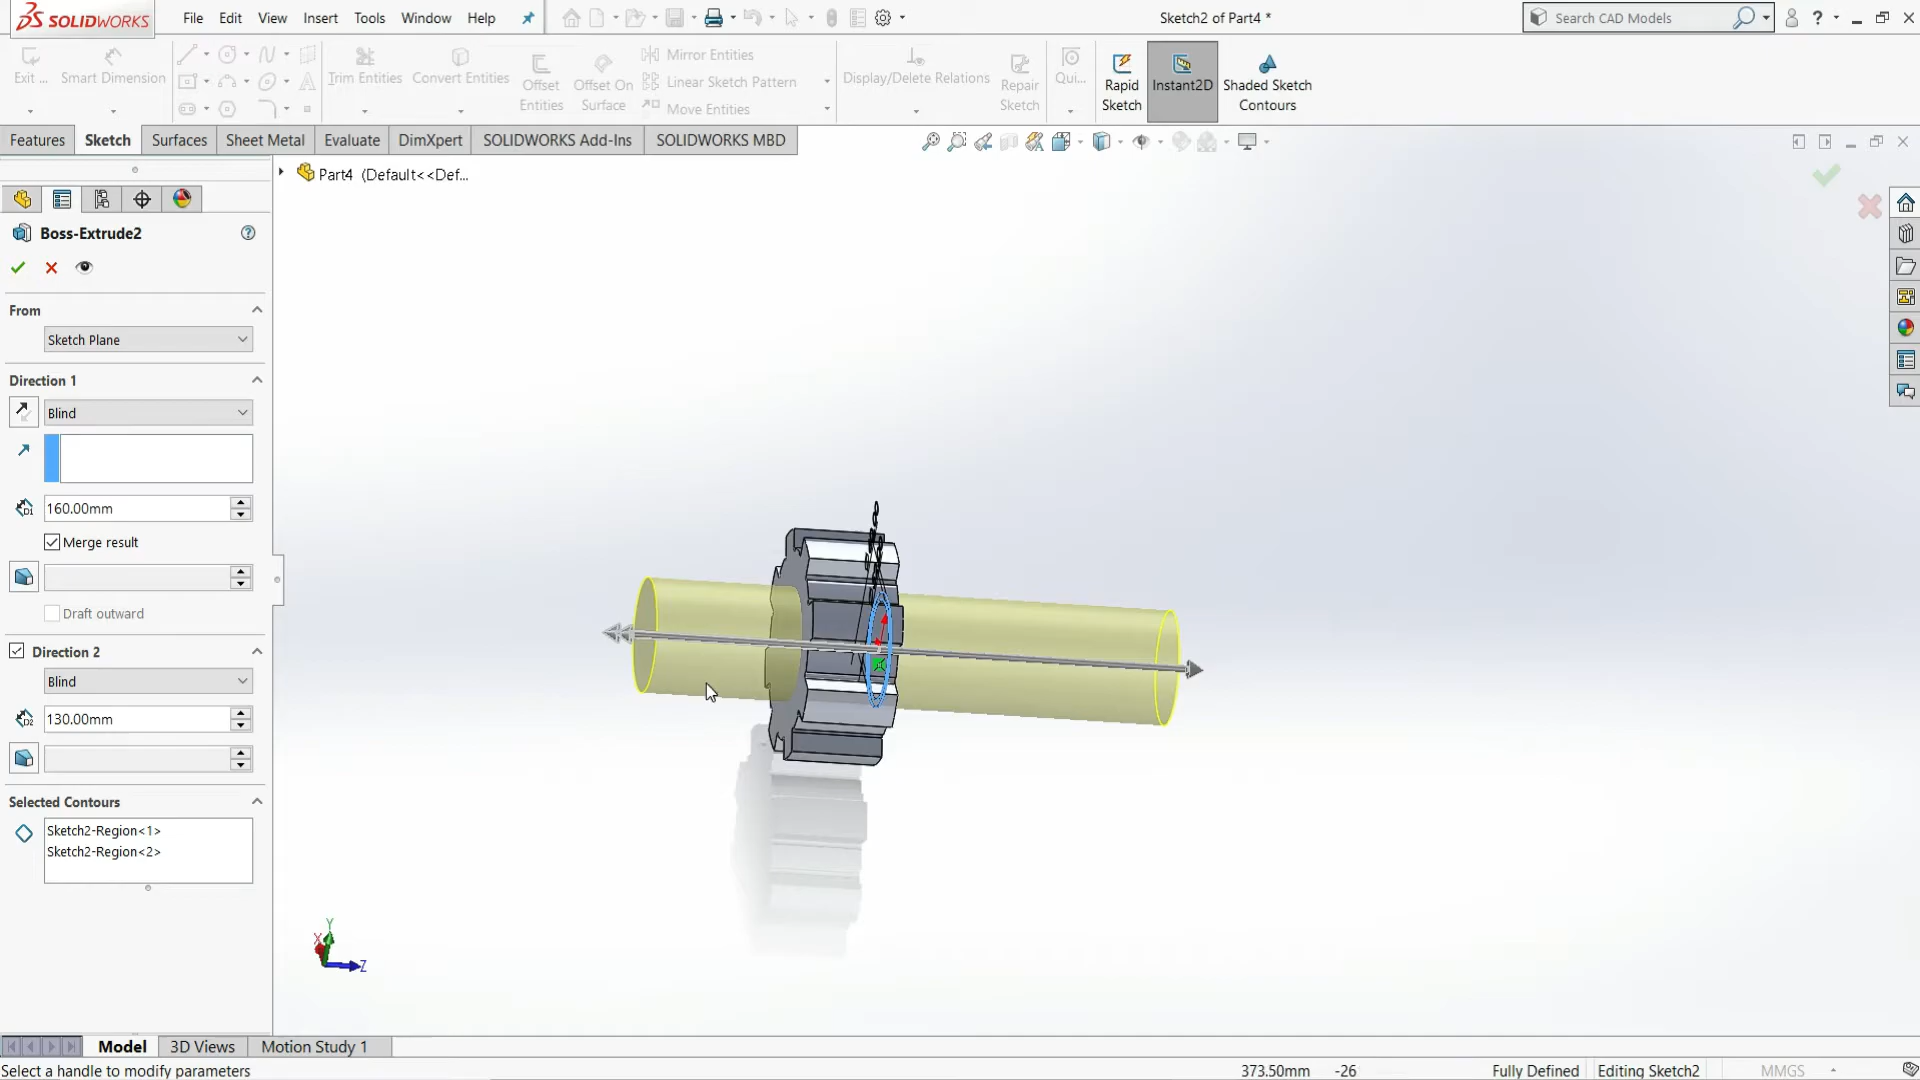 SOLIDWORKS
File Edit View Insert Tools Window Help
Sketch2 of Part4 *
Search CAD Models
Exit ...
Smart Dimension
Trim Entities
Convert Entities
Offset Entities
Offset On Surface
Mirror Entities
Linear Sketch Pattern
Move Entities
Display/Delete Relations
Repair Sketch
Qui...
Rapid Sketch
Instant2D
Shaded Sketch Contours
Features Sketch Surfaces Sheet Metal Evaluate DimXpert SOLIDWORKS Add-Ins SOLIDWORKS MBD
Part4 (Default<<Def...
Boss-Extrude2
From
Sketch Plane
Direction 1
Blind
D1
160.00mm
Merge result
Draft outward
Direction 2
Blind
D2
130.00mm
Selected Contours
Sketch2-Region<1>
Sketch2-Region<2>
Y
X
Z
Model 3D Views Motion Study 1
Select a handle to modify parameters
373.50mm -26 Fully Defined Editing Sketch2 MMGS